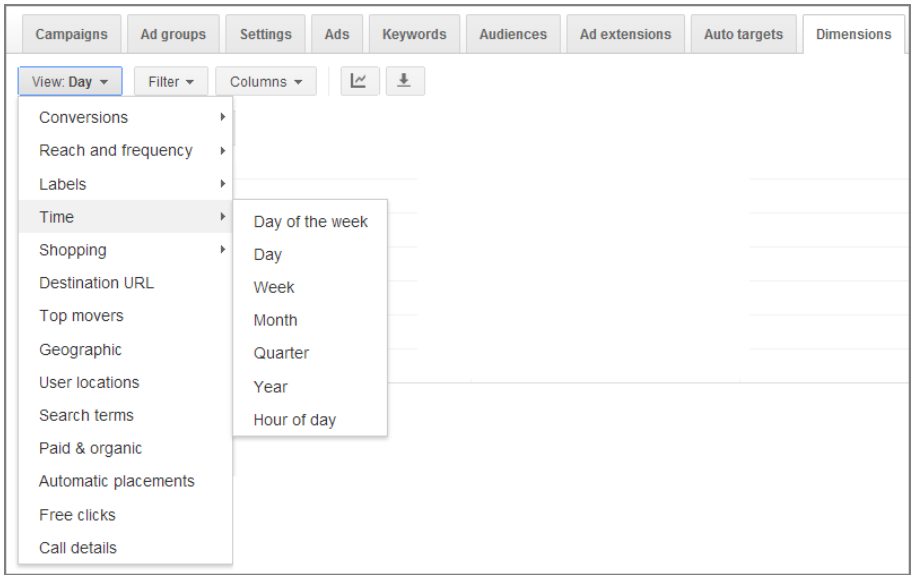 Campaigns Ad groups Settings Ads Keywords Audiences Ad extensions Auto targets Dimensions
View: Day Filter Columns
Conversions
Reach and frequency
Labels
Time
Day of the week
Shopping
Day
Destination URL
Week
Top movers
Month
Geographic
Quarter
User locations
Year
Search terms
Hour of day
Paid & organic
Automatic placements
Free clicks
Call details